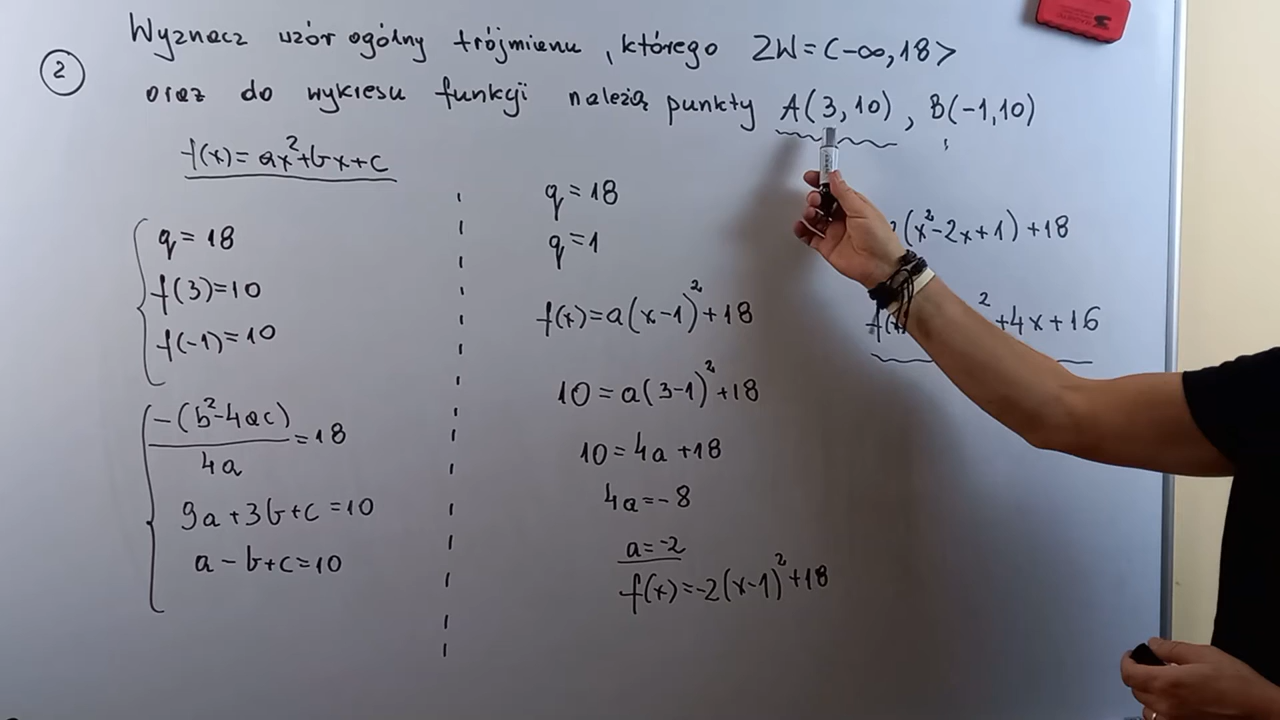 Wyznacz wzór ogólny trójmianu, którego ZW=(-∞,18>
② oraz do wykresu funkcji należą punkty A(3,10), B(-1,10)
f(x)=ax²+bx+c
q=18
f(3)=10
f(-1)=10
-(b²-4ac)/4a=18
9a+3b+c=10
a-b+c=10
q=18
q=1
f(x)=a(x-1)²+18
10=a(3-1)²+18
10=4a+18
4a=-8
a=-2
f(x)=-2(x-1)²+18
(x²-2x+1)+18
f(x) ² +4x+16